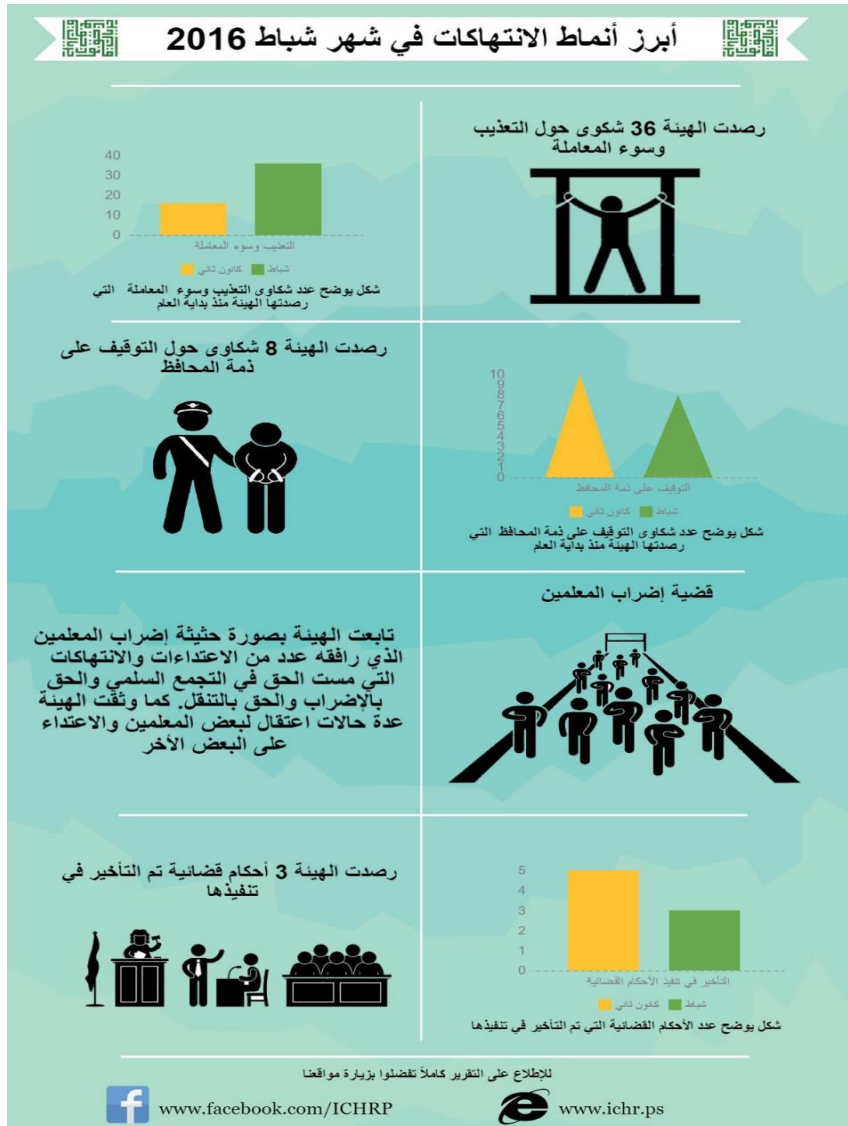 أبرز أنماط الانتهاكات في شهر شباط 2016
رصدت الهيئة 36 شكوى حول التعذيب
وسوء المعاملة
40
30
20
10
0
التعذيب وسوء المعاملة
شباط
كانون ثاني
شكل يوضح عدد شكاوى التعذيب وسوء المعاملة التي
رصدتها الهيئة منذ بداية العام
10
9
8
7
6
5
4
3
2
1
0
التوقيف على ذمة المحافظ
شباط
كانون ثاني
شكل يوضح عدد شكاوى التوقيف على ذمة المحافظ التي
رصدتها الهيئة منذ بداية العام
رصدت الهيئة 8 شكاوى حول التوقيف على
ذمة المحافظ
قضية إضراب المعلمين
تابعت الهيئة بصورة حثيثة إضراب المعلمين
الذي رافقه عدد من الاعتداءات والانتهاكات
التي مست الحق في التجمع السلمي والحق
بالإضراب والحق بالتنقل. كما وثقت الهيئة
عدة حالات اعتقال لبعض المعلمين والاعتداء
على البعض الأخر
5
4
3
2
1
0
التأخير في تنفيذ الأحكام القضائية
شباط
كانون ثاني
شكل يوضح عدد الأحكام القضائية التي تم التأخير في تنفيذها
رصدت الهيئة 3 أحكام قضائية تم التأخير في
تنفيذها
للإطلاع على التقرير كاملاً تفضلوا بزيارة مواقعنا
www.ichr.ps
www.facebook.com/ICHRP